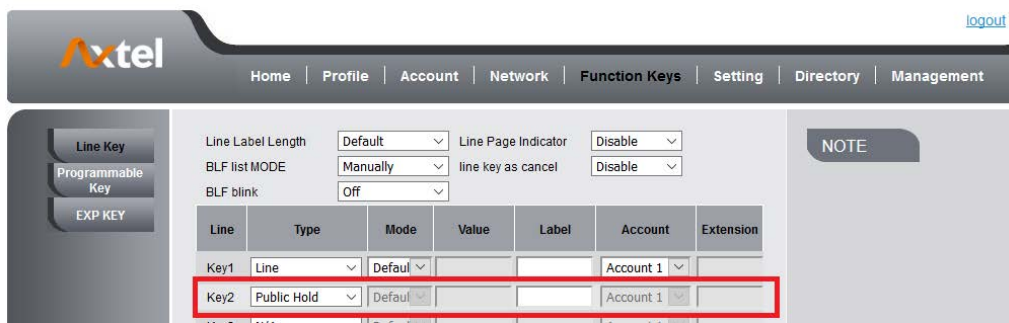 logout
Axtel
Home | Profile | Account | Network | Function Keys | Setting | Directory | Management
Line Key
Programmable
Key
EXP KEY
Line Label Length Default Line Page Indicator Disable
BLF list MODE Manually line key as cancel Disable
BLF blink Off
Line Type Mode Value Label Account Extension
Key1 Line Defaul Account 1
Key2 Public Hold Defaul Account 1
NOTE